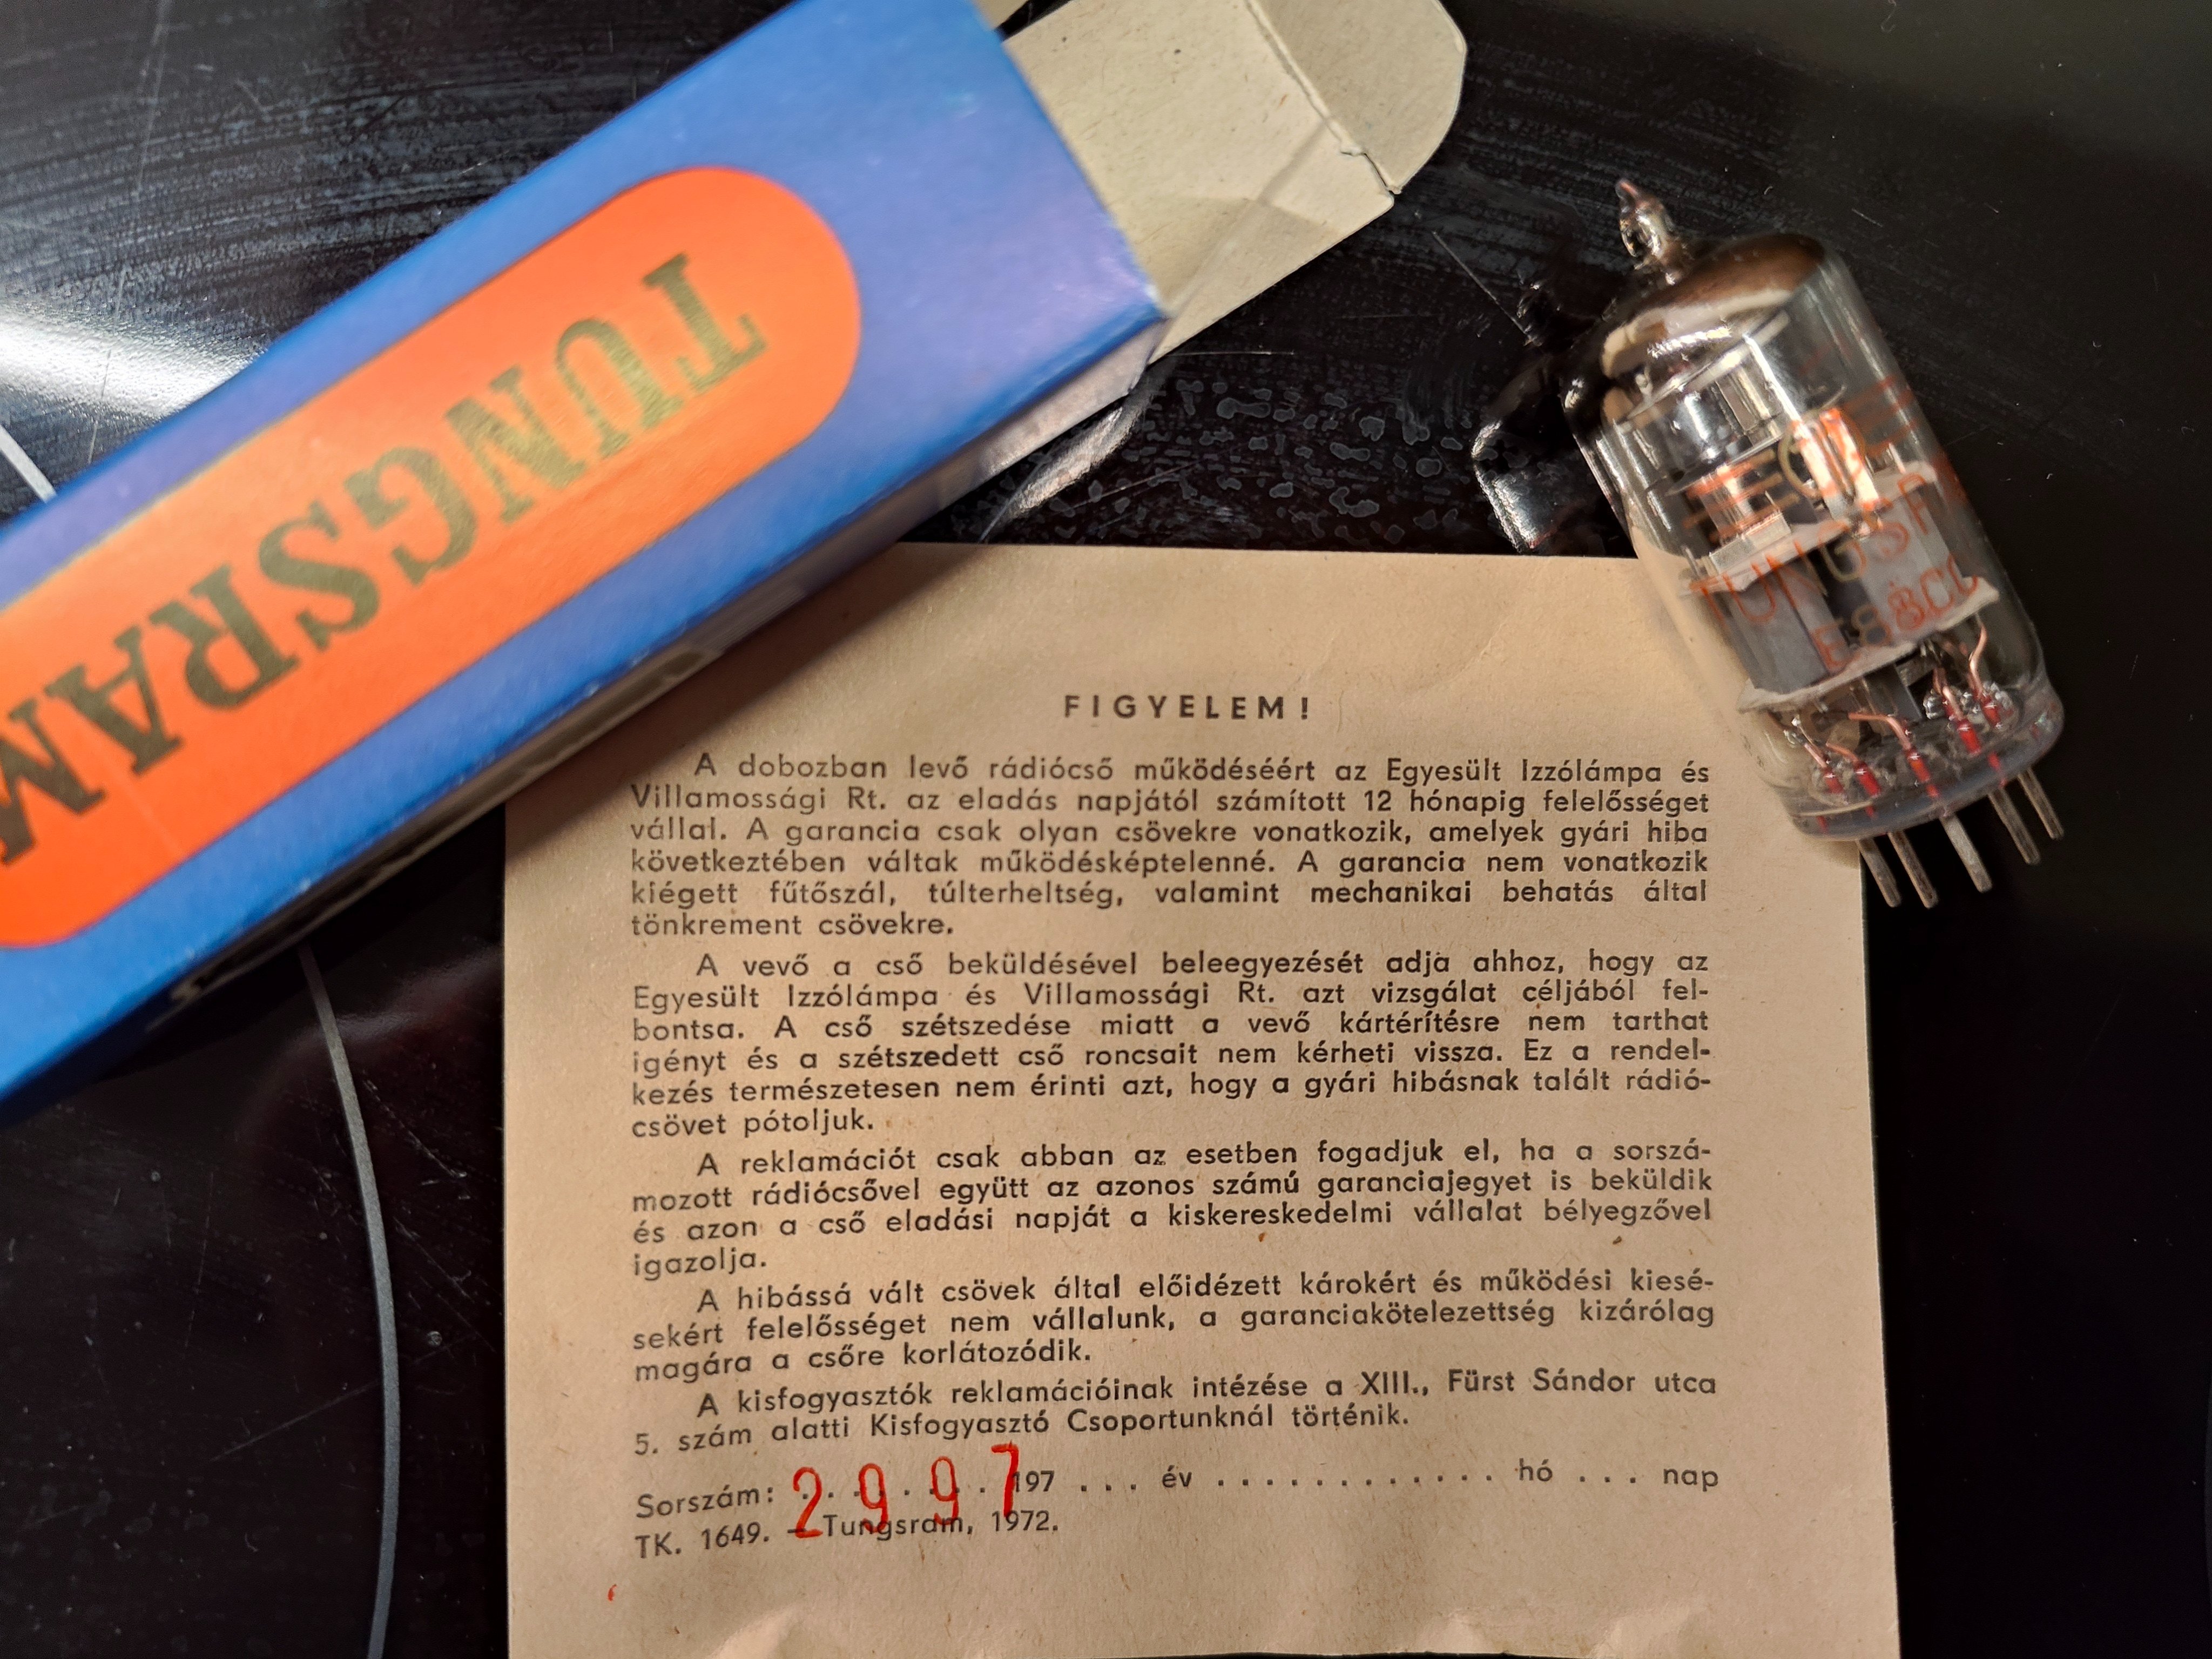 TUNGSRAM
TUNGSRA
E88CC
FIGYELEM!
A dobozban levő rádiócső működéséért az Egyesült Izzólámpa és
Villamossági Rt. az eladás napjától számított 12 hónapig felelősséget
vállal. A garancia csak olyan csövekre vonatkozik, amelyek gyári hiba
következtében váltak működésképtelenné. A garancia nem vonatkozik
kiégett fűtőszál, túlterheltség, valamint mechanikai behatás által
tönkrement csövekre.
A vevő a cső beküldésével beleegyezését adja ahhoz, hogy az
Egyesült Izzólámpa és Villamossági Rt. azt vizsgálat céljából fel-
bontsa. A cső szétszedése miatt a vevő kártérítésre nem tarthat
igényt és a szétszedett cső roncsait nem kérheti vissza. Ez a rendel-
kezés természetesen nem érinti azt, hogy a gyári hibásnak talált rádió-
csövet pótoljuk.
A reklamációt csak abban az esetben fogadjuk el, ha a sorszá-
mozott rádiócsővel együtt az azonos számú garanciajegyet is beküldik
és azon a cső eladási napját a kiskereskedelmi vállalat bélyegzővel
igazolja.
A hibássá vált csövek által előidézett károkért és működési kiesé-
sekért felelősséget nem vállalunk, a garanciakötelezettség kizárólag
magára a csőre korlátozódik.
A kisfogyasztók reklamációinak intézése a XIII., Fürst Sándor utca
5. szám alatti Kisfogyasztó Csoportunknál történik.
Sorszám: 2997 197 . . . év . . . . . . . . . . . . . hó . . . nap
TK. 1649. – Tungsram, 1972.